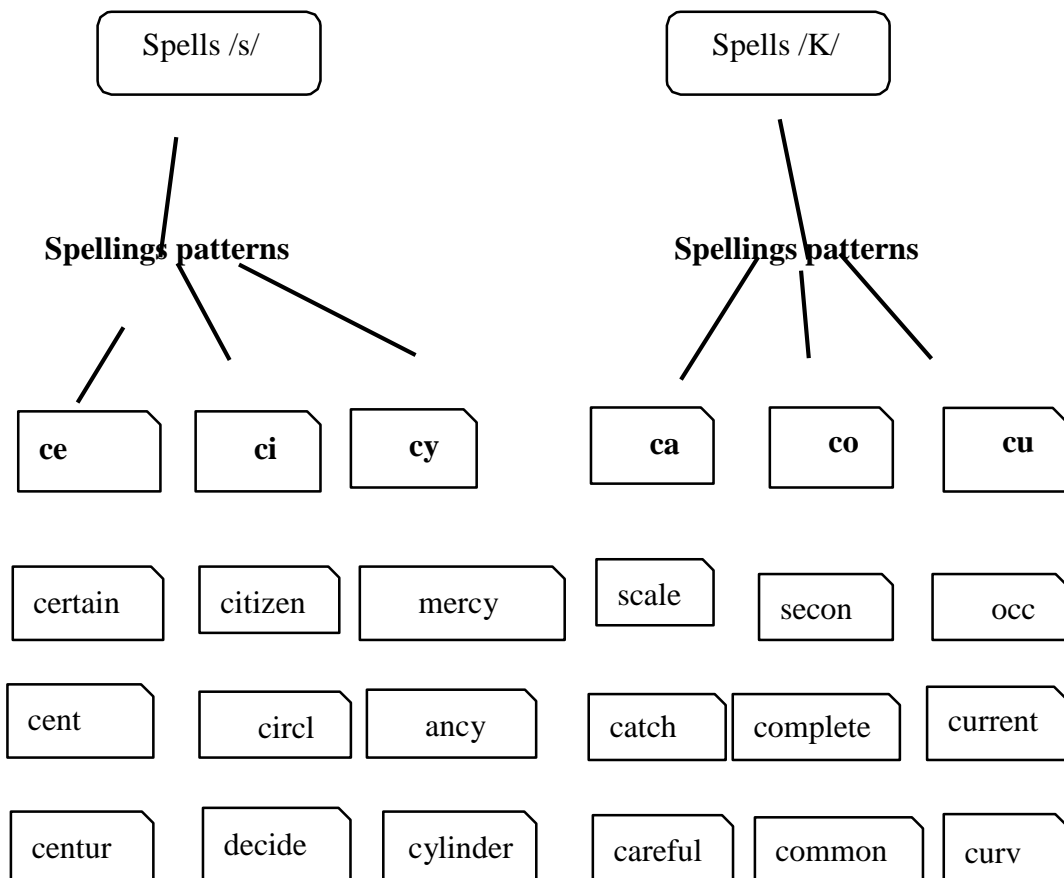 Spells /s/
Spells /K/
Spellings patterns
Spellings patterns
ce
ci
cy
ca
co
cu
certain
citizen
mercy
scale
secon
occ
cent
circl
ancy
catch
complete
current
centur
decide
cylinder
careful
common
curv